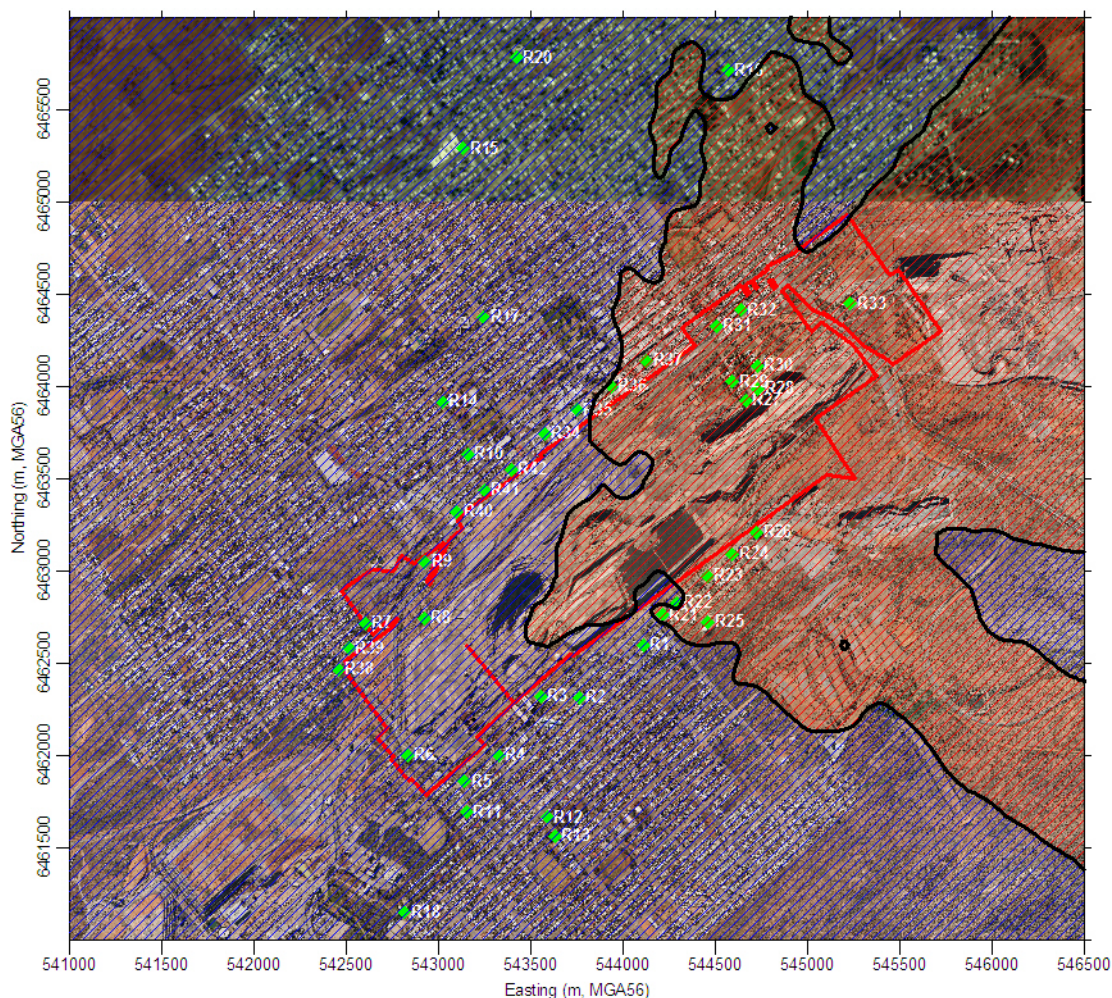 R20
R16
R15
R33
R17
R32
R31
R37
R30
R29
R36
R28
R14
R27
R35
R34
R10
R42
R41
R40
R26
R24
R9
R23
R22
R8
R21
R7
R25
R1
R39
R38
R3
R2
R6
R4
R5
R11
R12
R13
R18
6465500
6465000
6464500
6464000
6463500
6463000
6462500
6462000
6461500
Northing (m, MGA56)
541000 541500 542000 542500 543000 543500 544000 544500 545000 545500 546000 546500
Easting (m, MGA56)